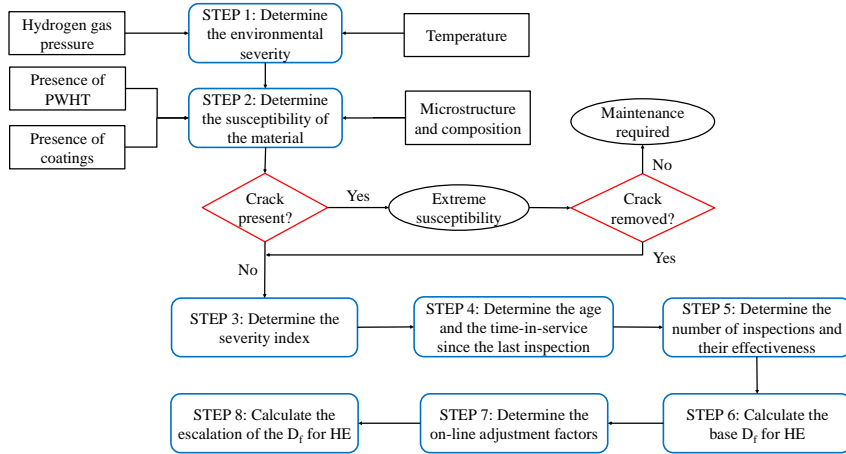 Hydrogen gas
pressure
STEP 1: Determine
the environmental
severity
Temperature
Presence of
PWHT
Presence of
coatings
STEP 2: Determine
the susceptibility of
the material
Microstructure
and composition
Maintenance
required
No
Crack
present?
Yes
Extreme
susceptibility
Crack
removed?
Yes
No
STEP 3: Determine the
severity index
STEP 4: Determine the age
and the time-in-service
since the last inspection
STEP 5: Determine the
number of inspections and
their effectiveness
STEP 8: Calculate the
escalation of the Df for HE
STEP 7: Determine the
on-line adjustment factors
STEP 6: Calculate the
base Df for HE